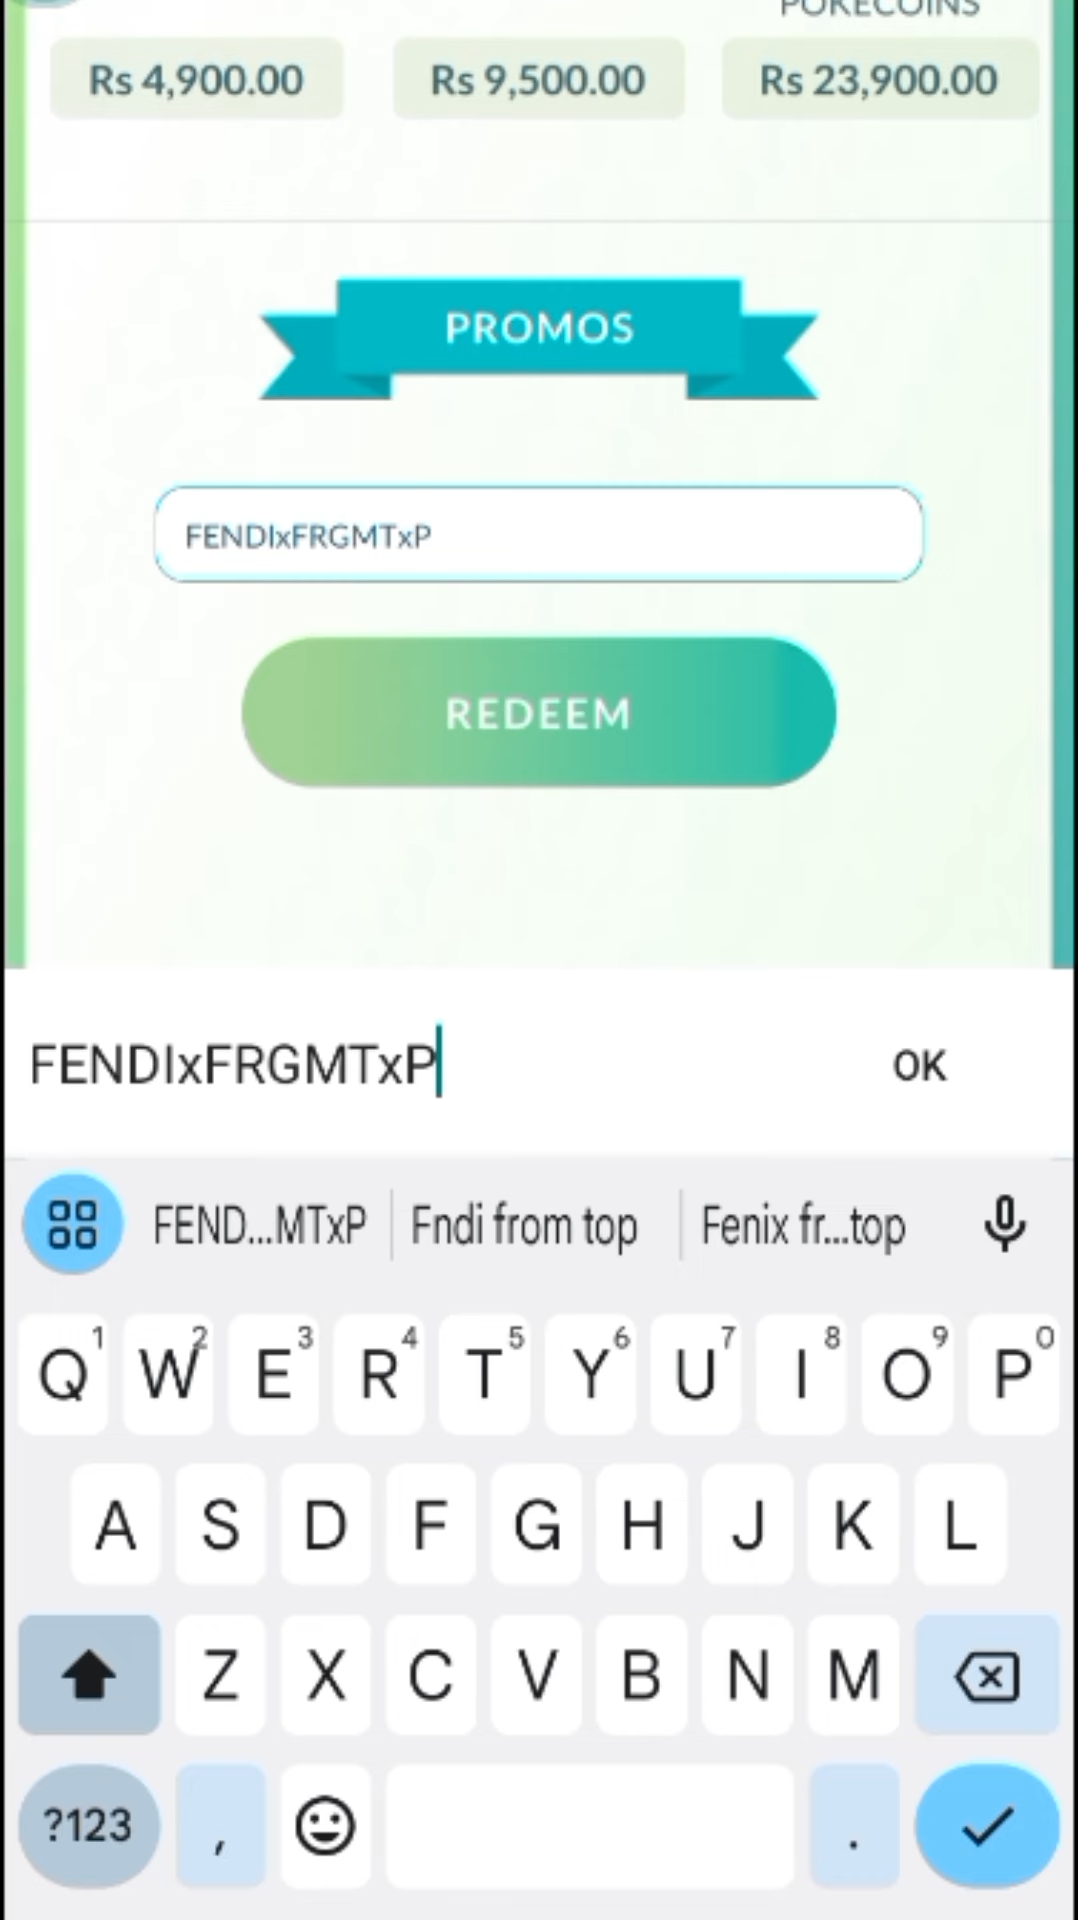 POKECOINS
Rs 4,900.00 Rs 9,500.00 Rs 23,900.00
PROMOS
FENDIxFRGMTxP
REDEEM
FENDIxFRGMTxP OK
FEND...MTxP Fndi from top Fenix fr...top
Q1 W2 E3 R4 T5 Y6 U7 I8 O9 P0
A S D F G H J K L
Z X C V B N M
?123 , .